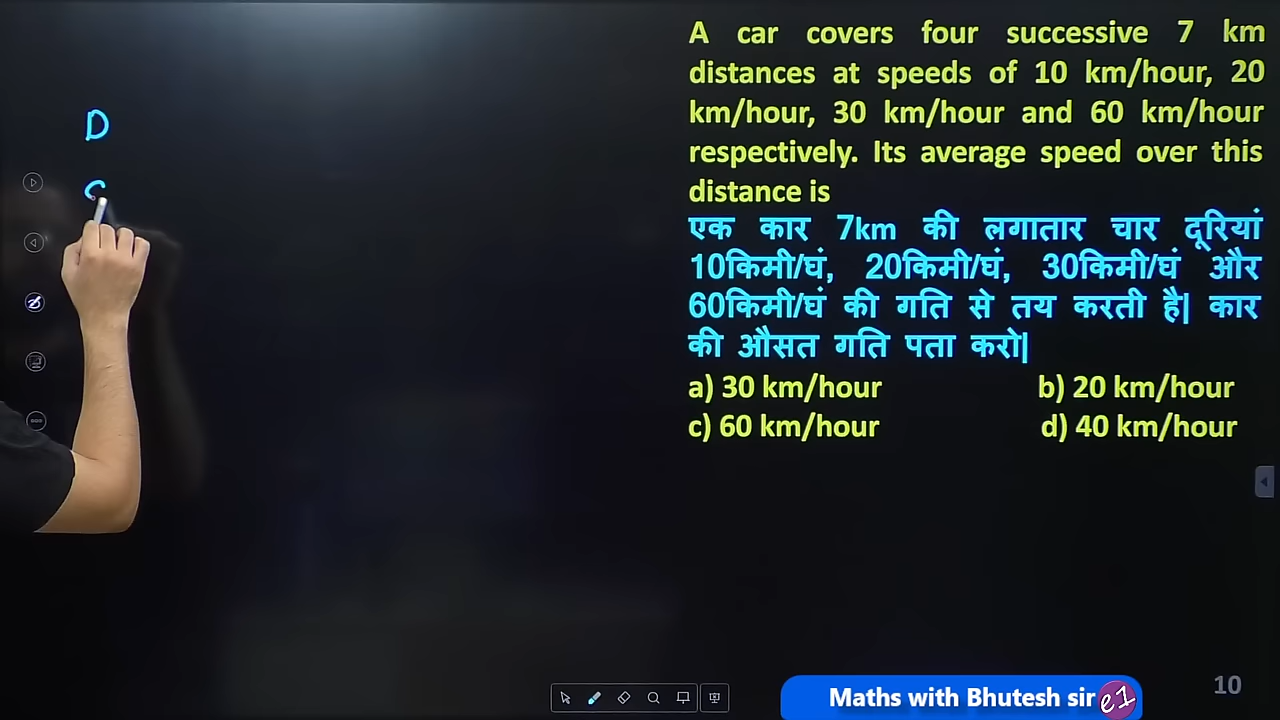 A car covers four successive 7 km
distances at speeds of 10 km/hour, 20
km/hour, 30 km/hour and 60 km/hour
respectively. Its average speed over this
distance is
एक कार 7km की लगातार चार दूरियां
10किमी/घं, 20किमी/घं, 30किमी/घं और
60किमी/घं की गति से तय करती है| कार
की औसत गति पता करो|
a) 30 km/hour b) 20 km/hour
c) 60 km/hour d) 40 km/hour
D
Maths with Bhutesh sir e1
10